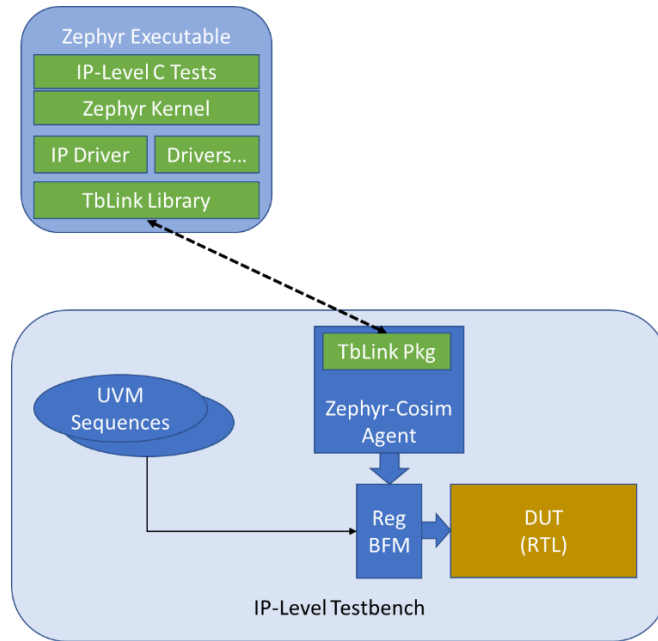 Zephyr Executable
IP-Level C Tests
Zephyr Kernel
IP Driver
Drivers...
TbLink Library
TbLink Pkg
Zephyr-Cosim
Agent
UVM
Sequences
Reg
BFM
DUT
(RTL)
IP-Level Testbench